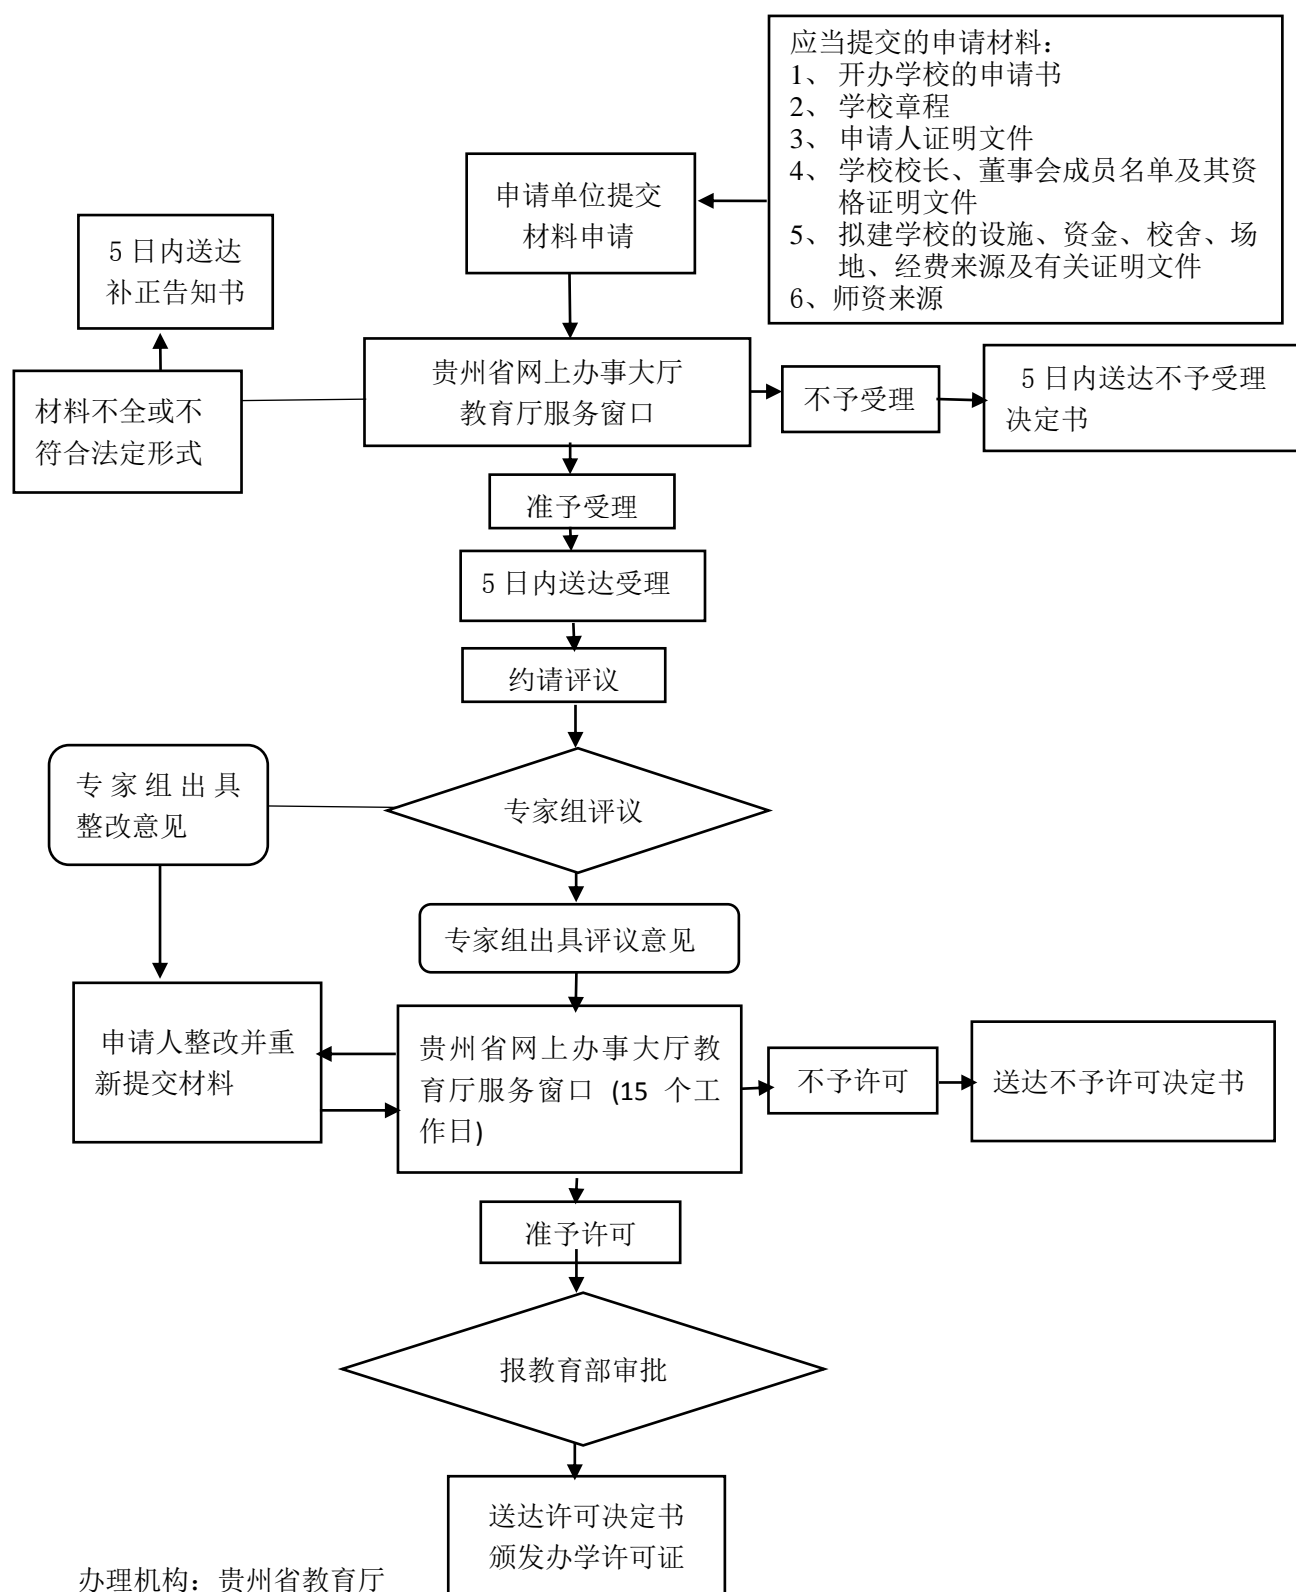 应当提交的申请材料：
1、 开办学校的申请书
2、 学校章程
3、 申请人证明文件
4、 学校校长、董事会成员名单及其资
格证明文件
5、 拟建学校的设施、资金、校舍、场
地、经费来源及有关证明文件
6、师资来源
申请单位提交
材料申请
5 日内送达
补正告知书
材料不全或不
符合法定形式
贵州省网上办事大厅
教育厅服务窗口
不予受理
5 日内送达不予受理
决定书
准予受理
5 日内送达受理
约请评议
专家组评议
专家组出具
整改意见
专家组出具评议意见
申请人整改并重
新提交材料
贵州省网上办事大厅教
育厅服务窗口 (15 个工
作日)
不予许可
送达不予许可决定书
准予许可
报教育部审批
送达许可决定书
颁发办学许可证
办理机构：贵州省教育厅